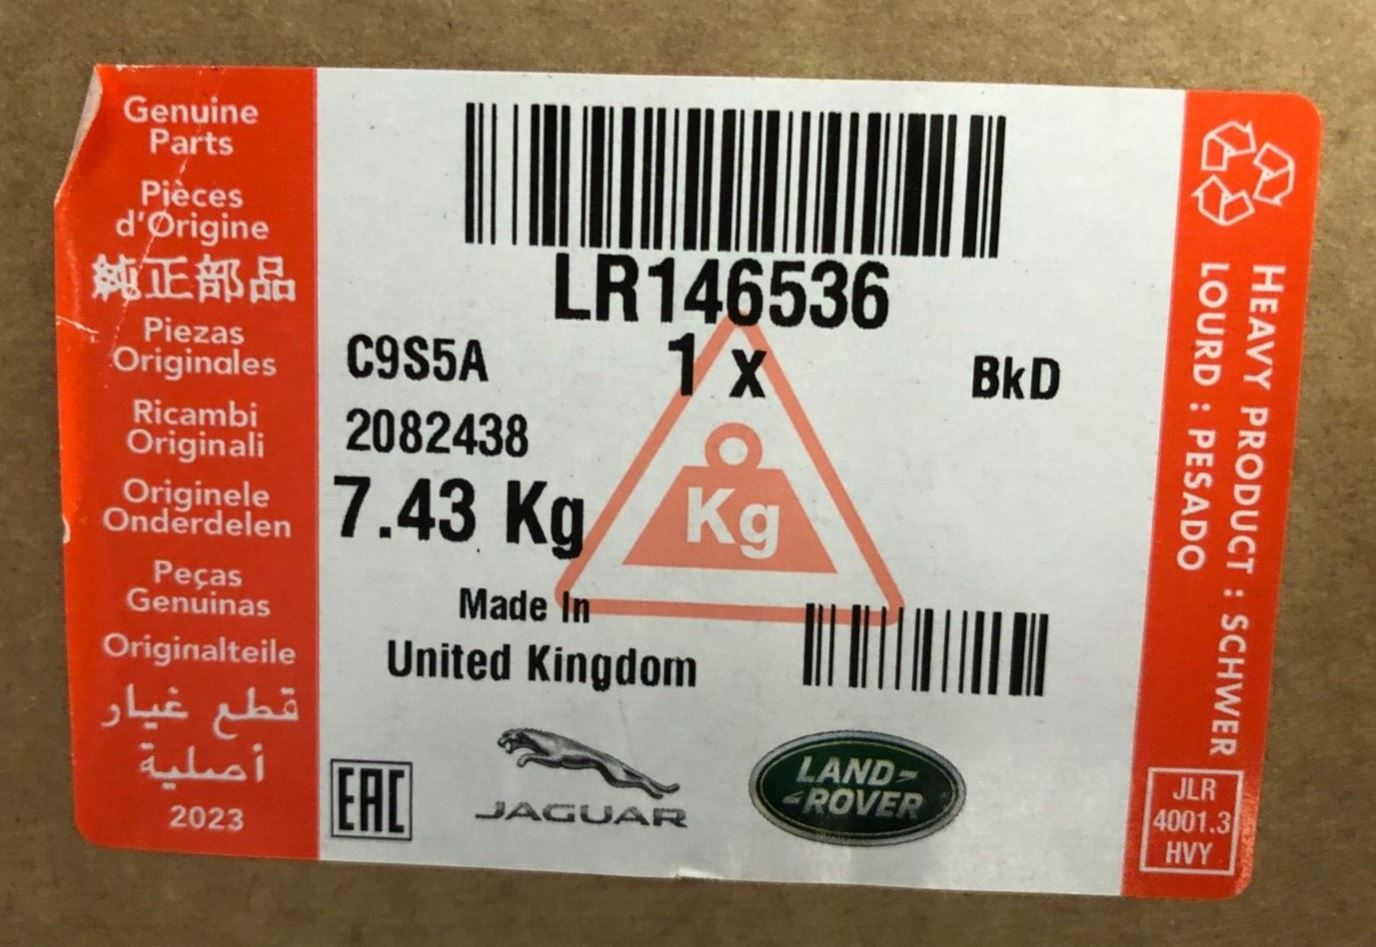 Genuine
Parts
Pièces
d'Origine
純正部品
Piezas
Originales
Ricambi
Originali
Originele
Onderdelen
Peças
Genuinas
Originalteile
قطع غيار
أصلية
2023
LR146536
C9S5A
1 x
BkD
2082438
7.43 Kg
Kg
Made In
United Kingdom
EAC
JAGUAR
LAND-
-ROVER
HEAVY PRODUCT : SCHWER
LOURD : PESADO
JLR
4001.3
HVY